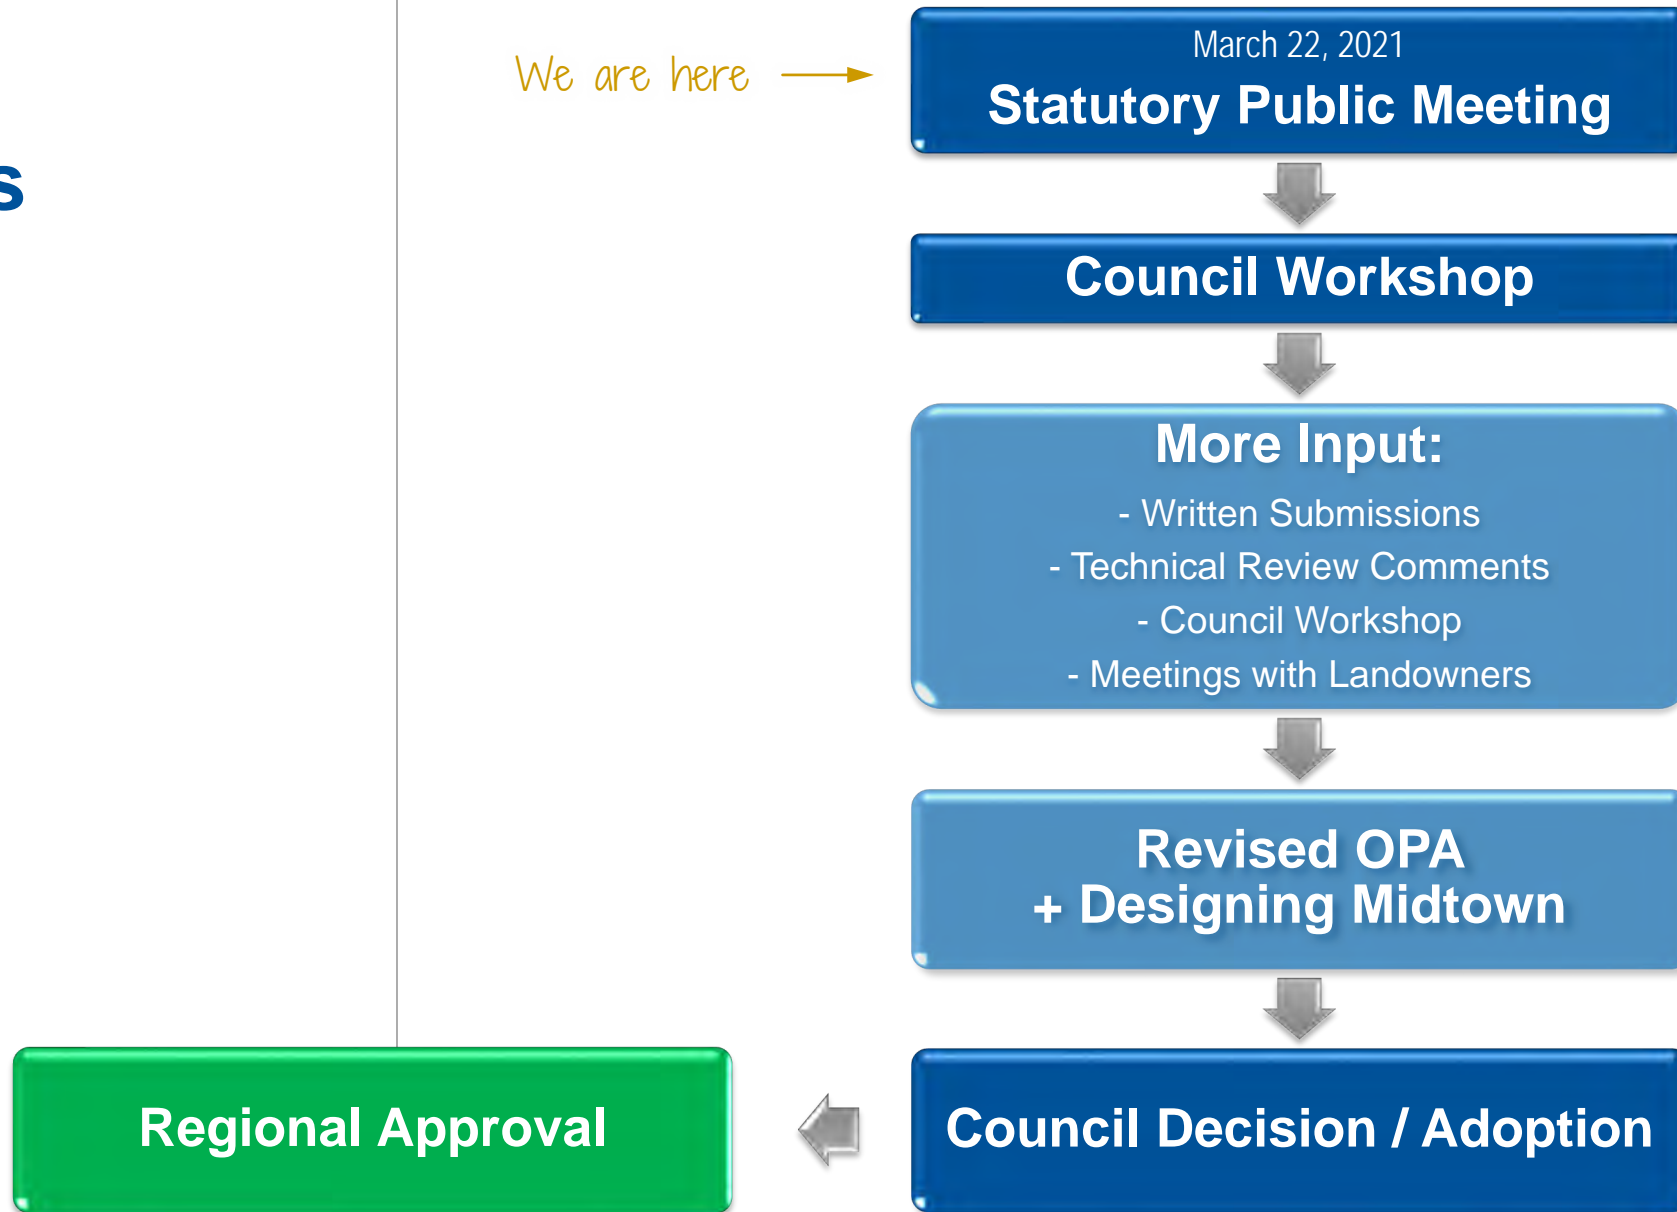 We are here
March 22, 2021
Statutory Public Meeting
s
Council Workshop
More Input:
- Written Submissions
- Technical Review Comments
- Council Workshop
- Meetings with Landowners
Revised OPA
+ Designing Midtown
Regional Approval
Council Decision / Adoption